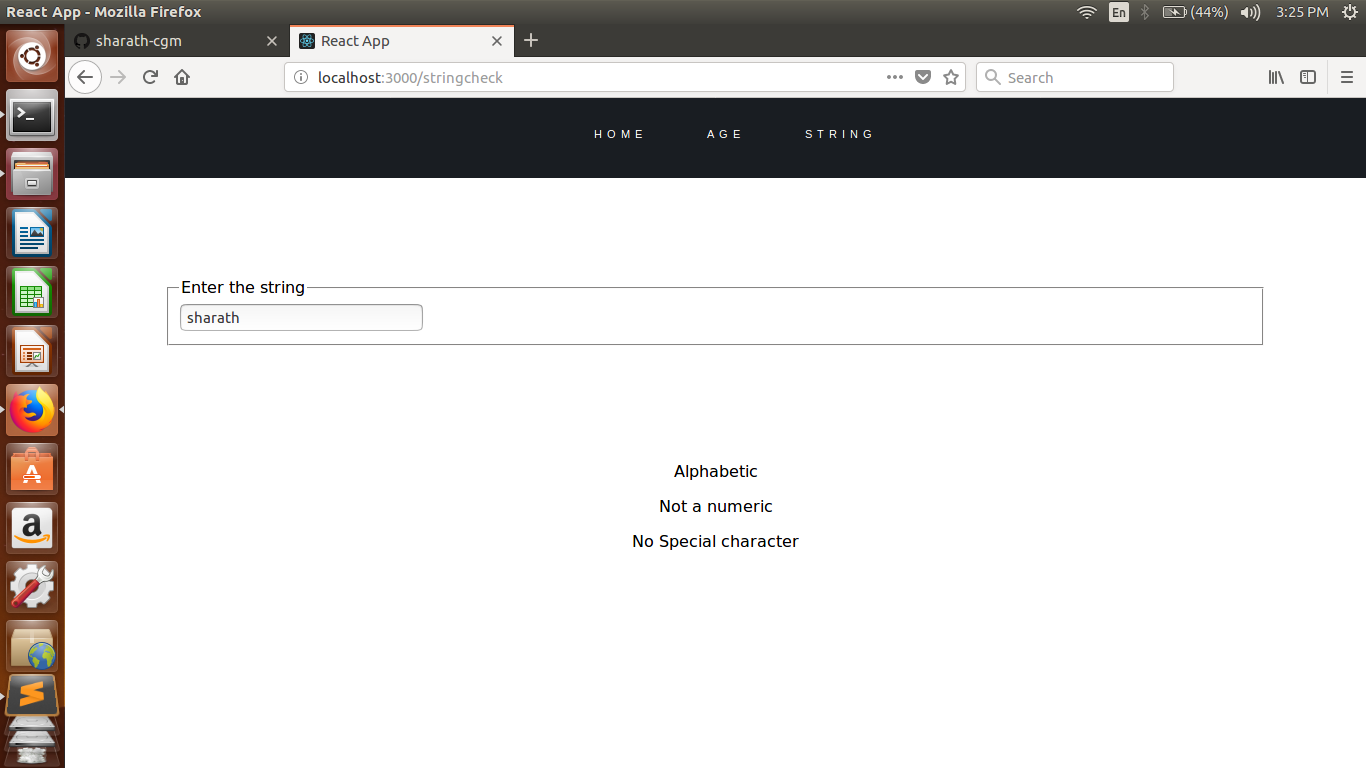 React App - Mozilla Firefox
En
(44%)
3:25 PM
sharath-cgm
React App
localhost:3000/stringcheck
Search
HOME
AGE
STRING
Enter the string
sharath
Alphabetic
Not a numeric
No Special character